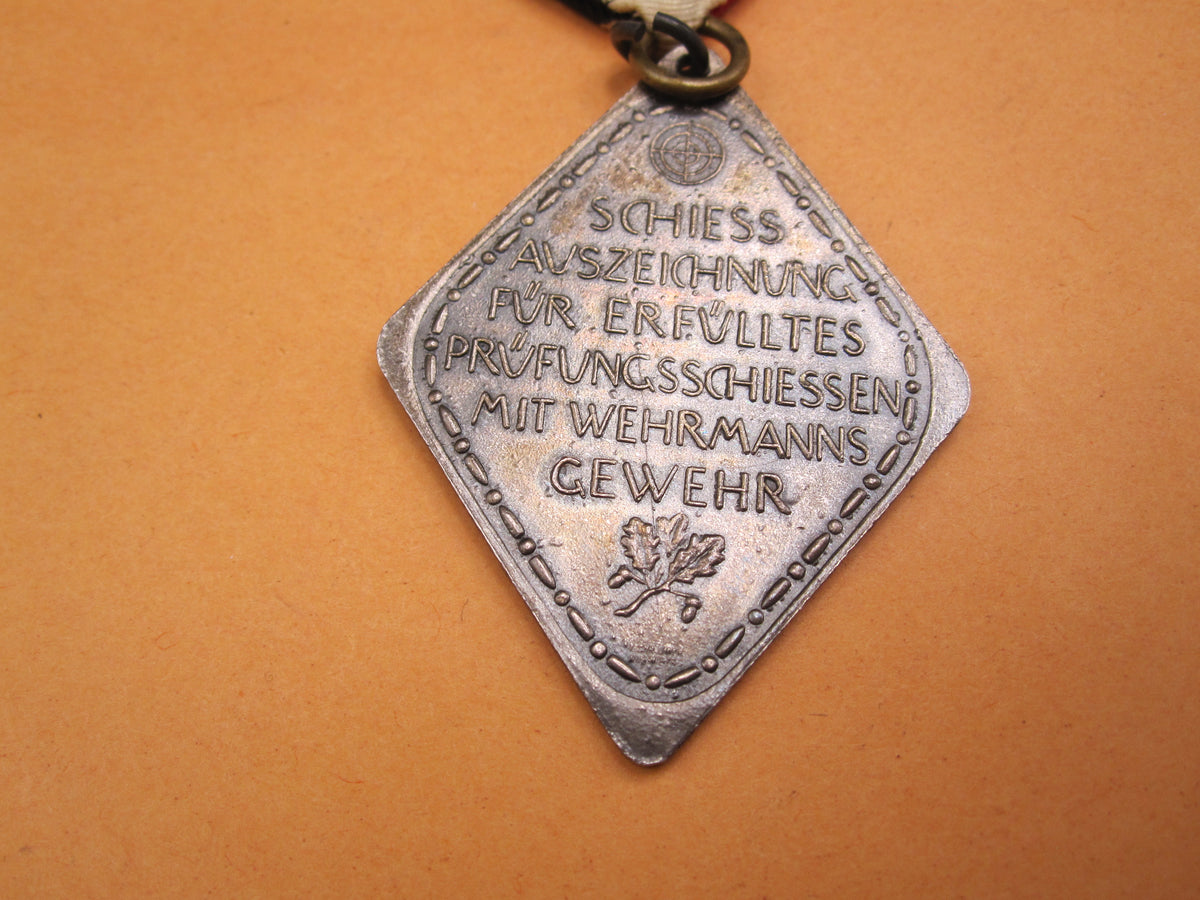 SCHIESS
AUSZEICHNUNG
FÜR ERFÜLLTES
PRÜFUNGSSCHIESSEN
MIT WEHRMANNS
GEWEHR